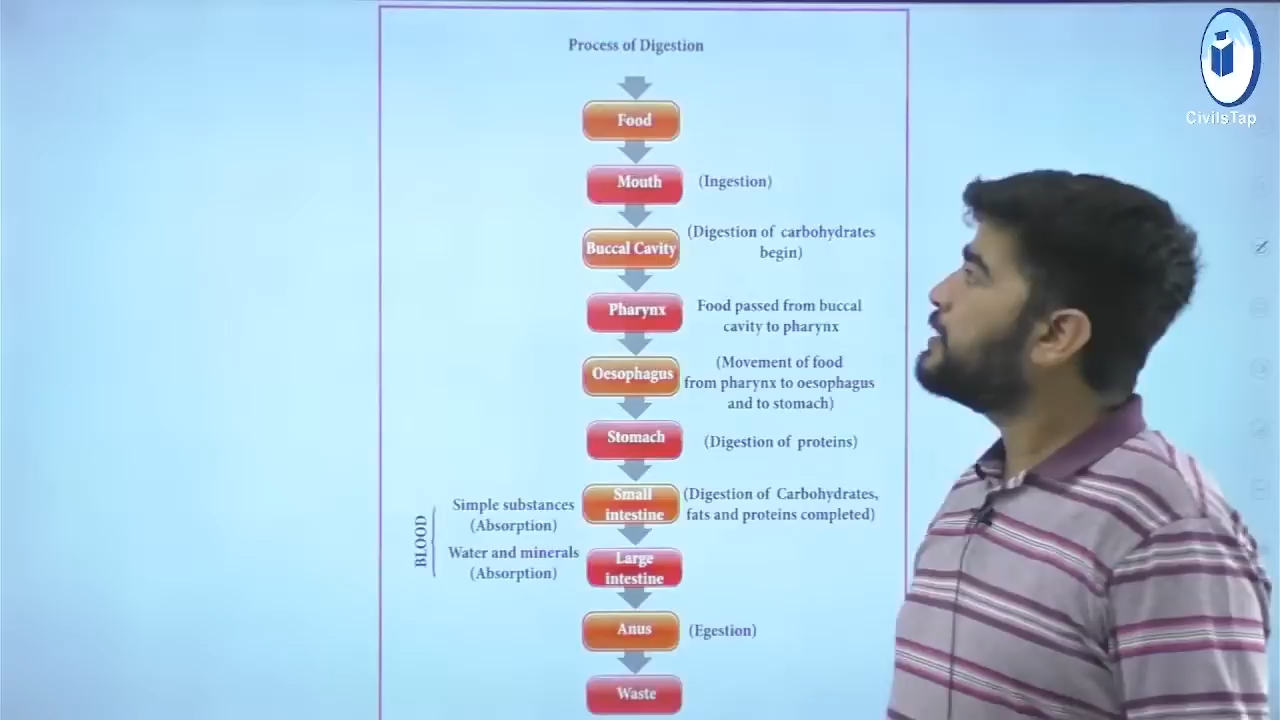 Process of Digestion
Food
Mouth
(Ingestion)
Buccal Cavity
(Digestion of carbohydrates
begin)
Pharynx
Food passed from buccal
cavity to pharynx
Oesophagus
(Movement of food
from pharynx to oesophagus
and to stomach)
Stomach
(Digestion of proteins)
Small
intestine
(Digestion of Carbohydrates,
fats and proteins completed)
Simple substances
(Absorption)
BLOOD
Water and minerals
(Absorption)
Large
intestine
Anus
(Egestion)
Waste
CivilsTap